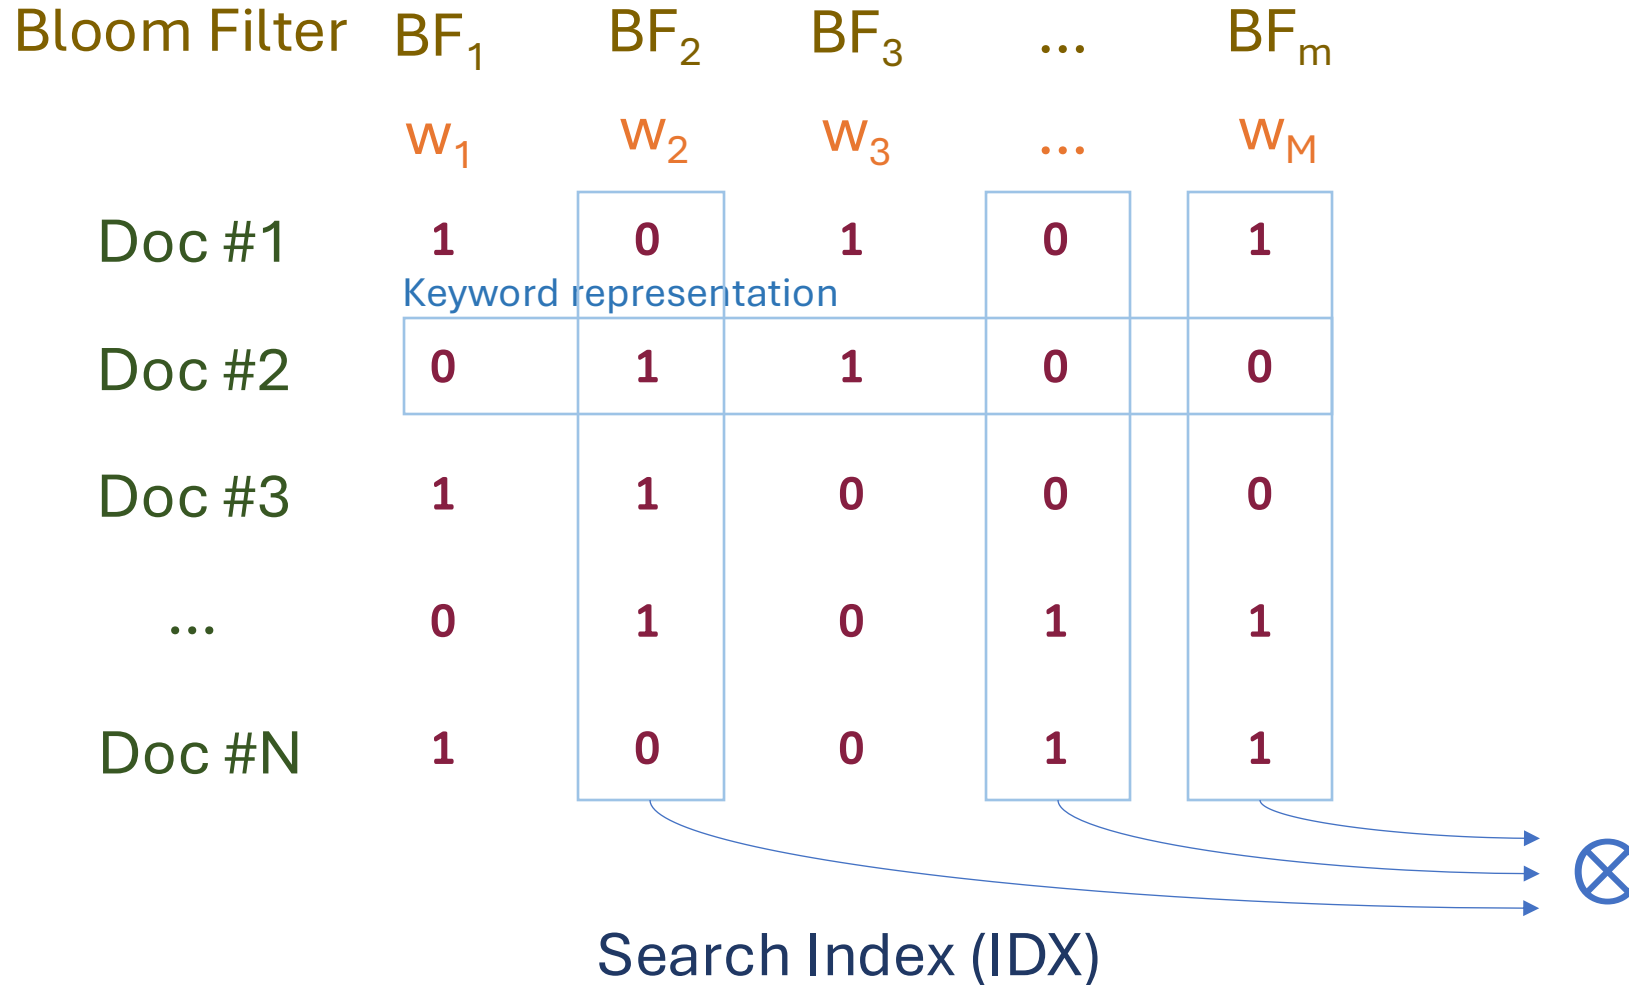 Bloom Filter BF₁ BF₂ BF₃ ... BFₘ
w₁ w₂ w₃ ... w_M
Doc #1 1 0 1 0 1
Keyword representation
Doc #2 0 1 1 0 0
Doc #3 1 1 0 0 0
... 0 1 0 1 1
Doc #N 1 0 0 1 1
Search Index (IDX)